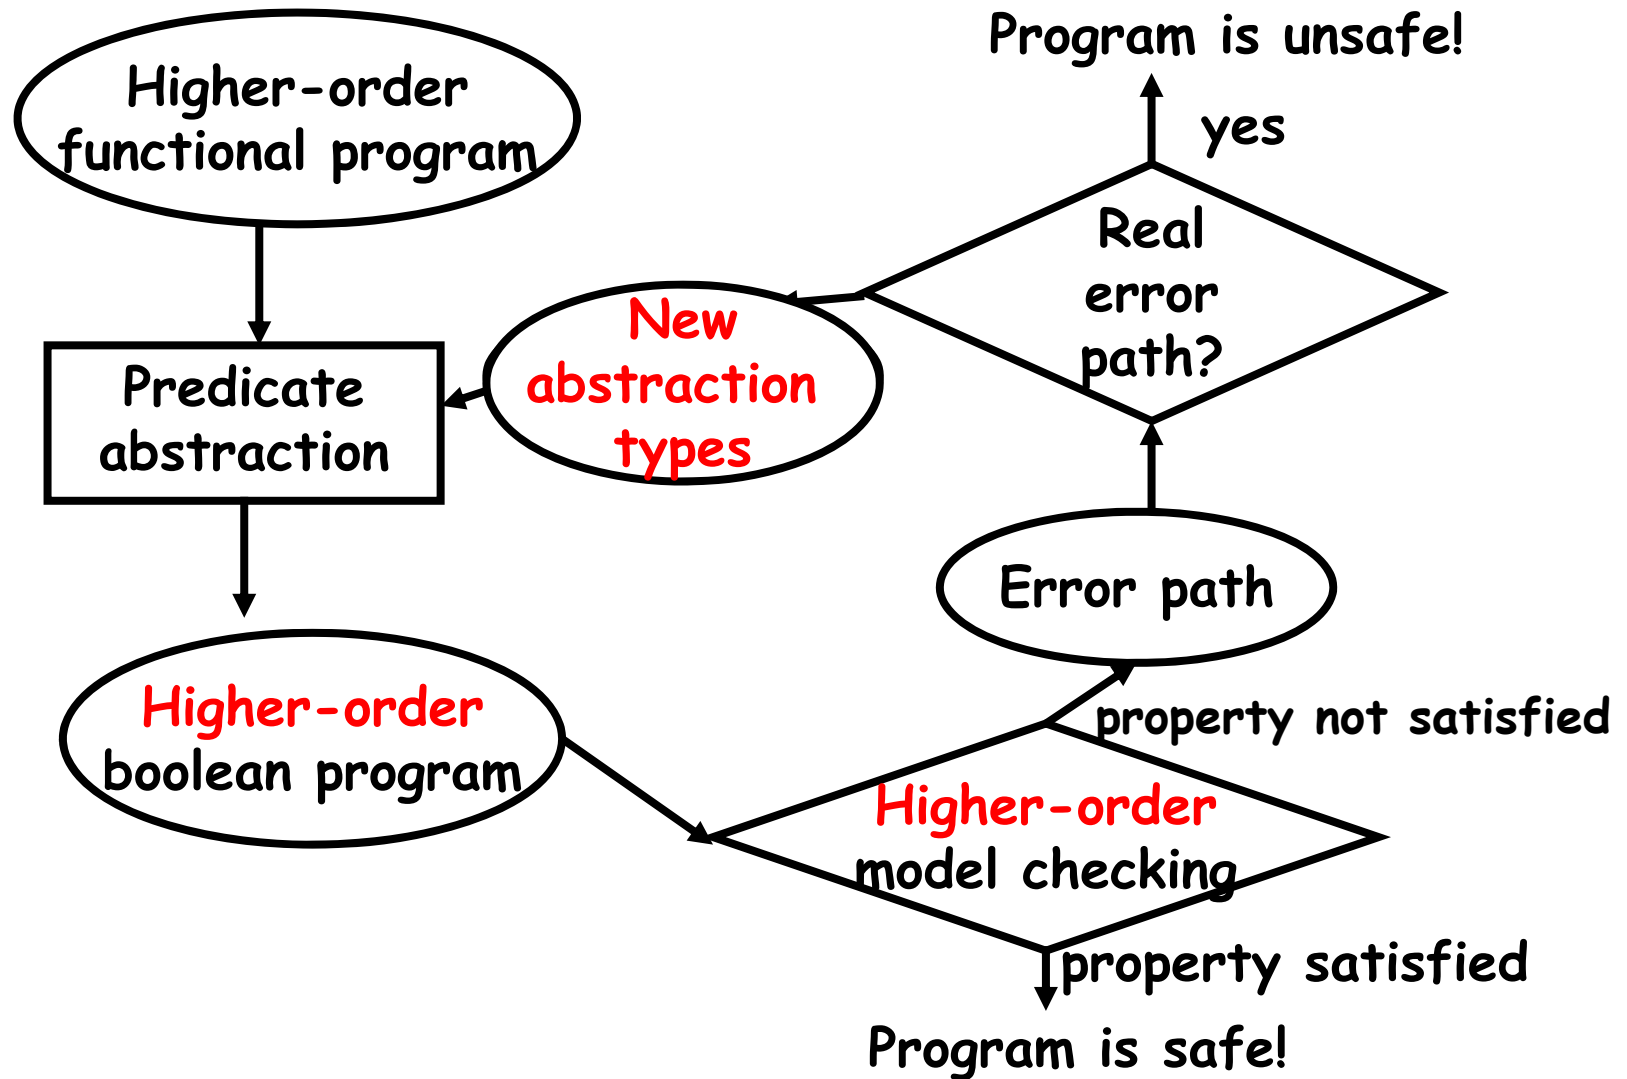 Higher-order
functional program
Program is unsafe!
yes
Real
error
path?
New
abstraction
types
Predicate
abstraction
Error path
Higher-order
boolean program
property not satisfied
Higher-order
model checking
property satisfied
Program is safe!